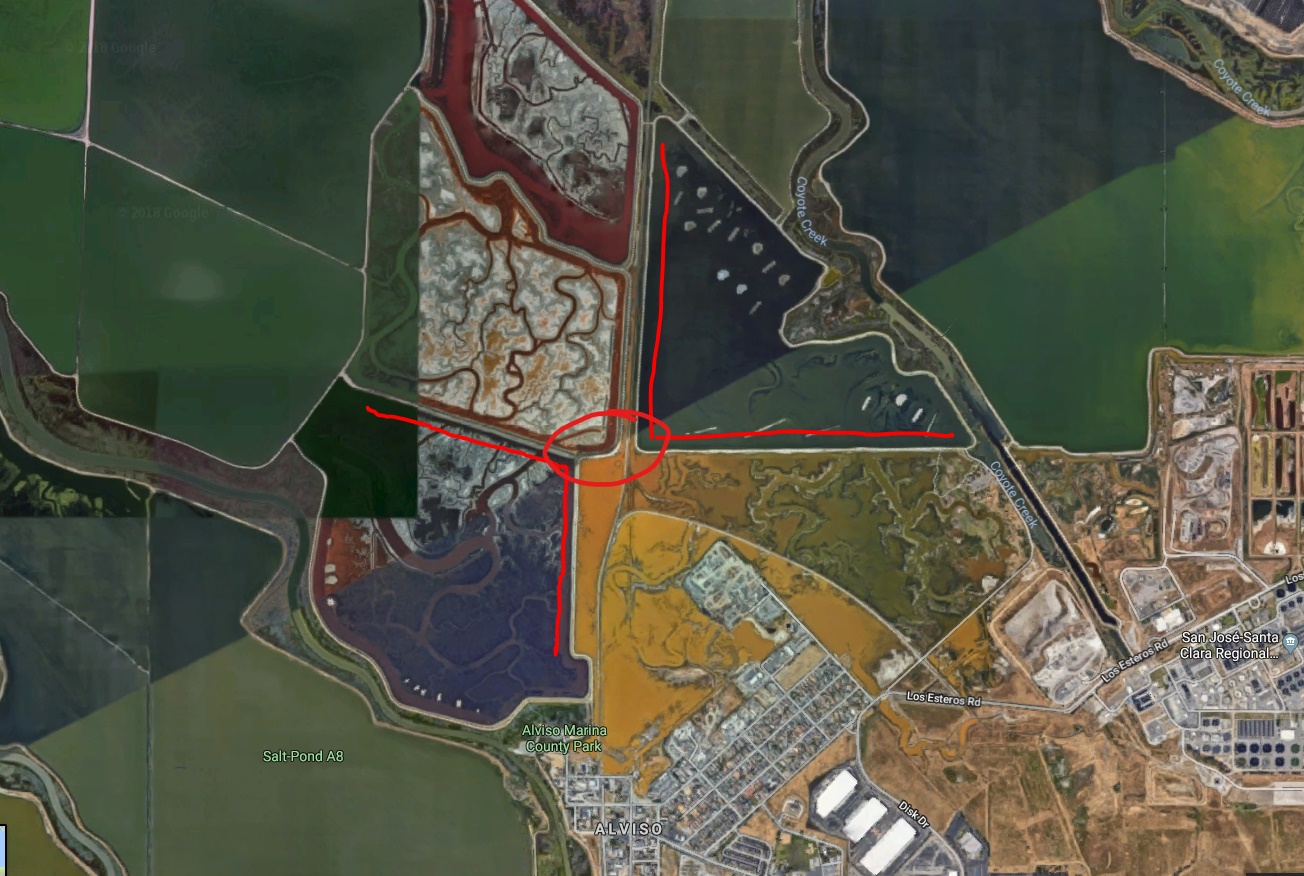 © 2018 Google
Coyote Creek
© 2018 Google
Coyote Creek
Coyote Creek
Los
San José-Santa
Clara Regional...
Los Esteros Rd
Los Esteros Rd
Alviso Marina
County Park
Salt-Pond A8
Disk Dr
ALVISO